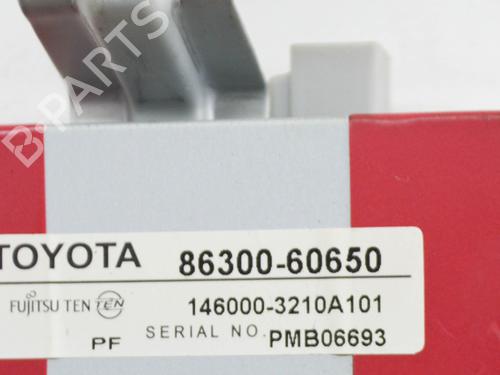 B-PARTS
TOYOTA 86300-60650
FUJITSU TEN TEN 146000-3210A101
PF SERIAL NO. PMB06693